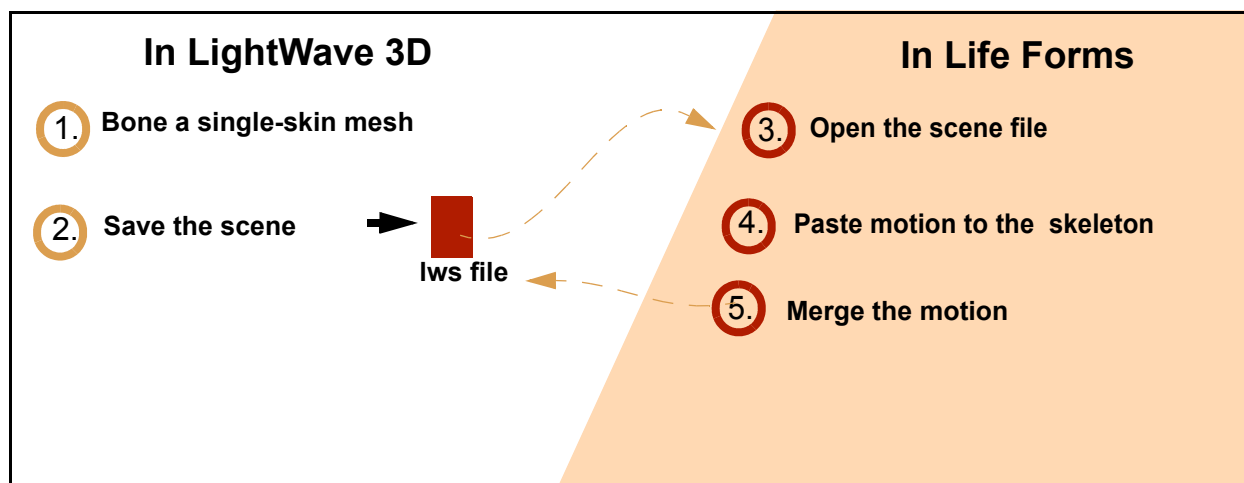 In LightWave 3D
1. Bone a single-skin mesh
2. Save the scene
lws file
In Life Forms
3. Open the scene file
4. Paste motion to the skeleton
5. Merge the motion